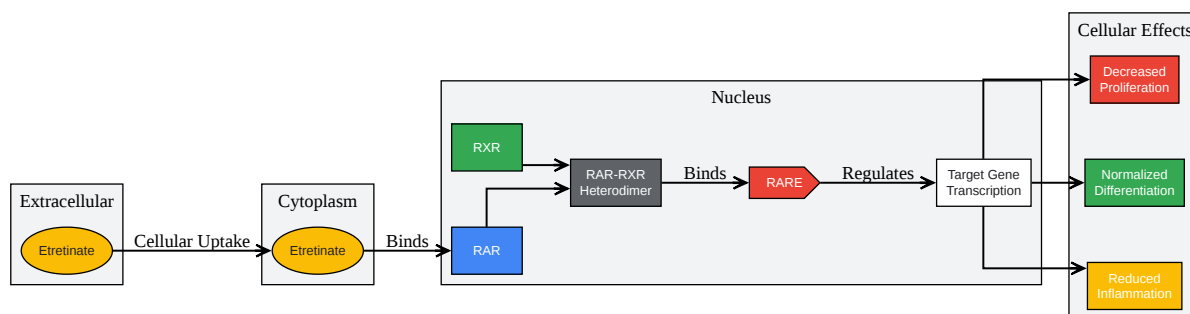 Extracellular
Etretinate
Cellular Uptake
Cytoplasm
Etretinate
Binds
Nucleus
RXR
RAR
RAR-RXR
Heterodimer
Binds
RARE
Regulates
Target Gene
Transcription
Cellular Effects
Decreased
Proliferation
Normalized
Differentiation
Reduced
Inflammation